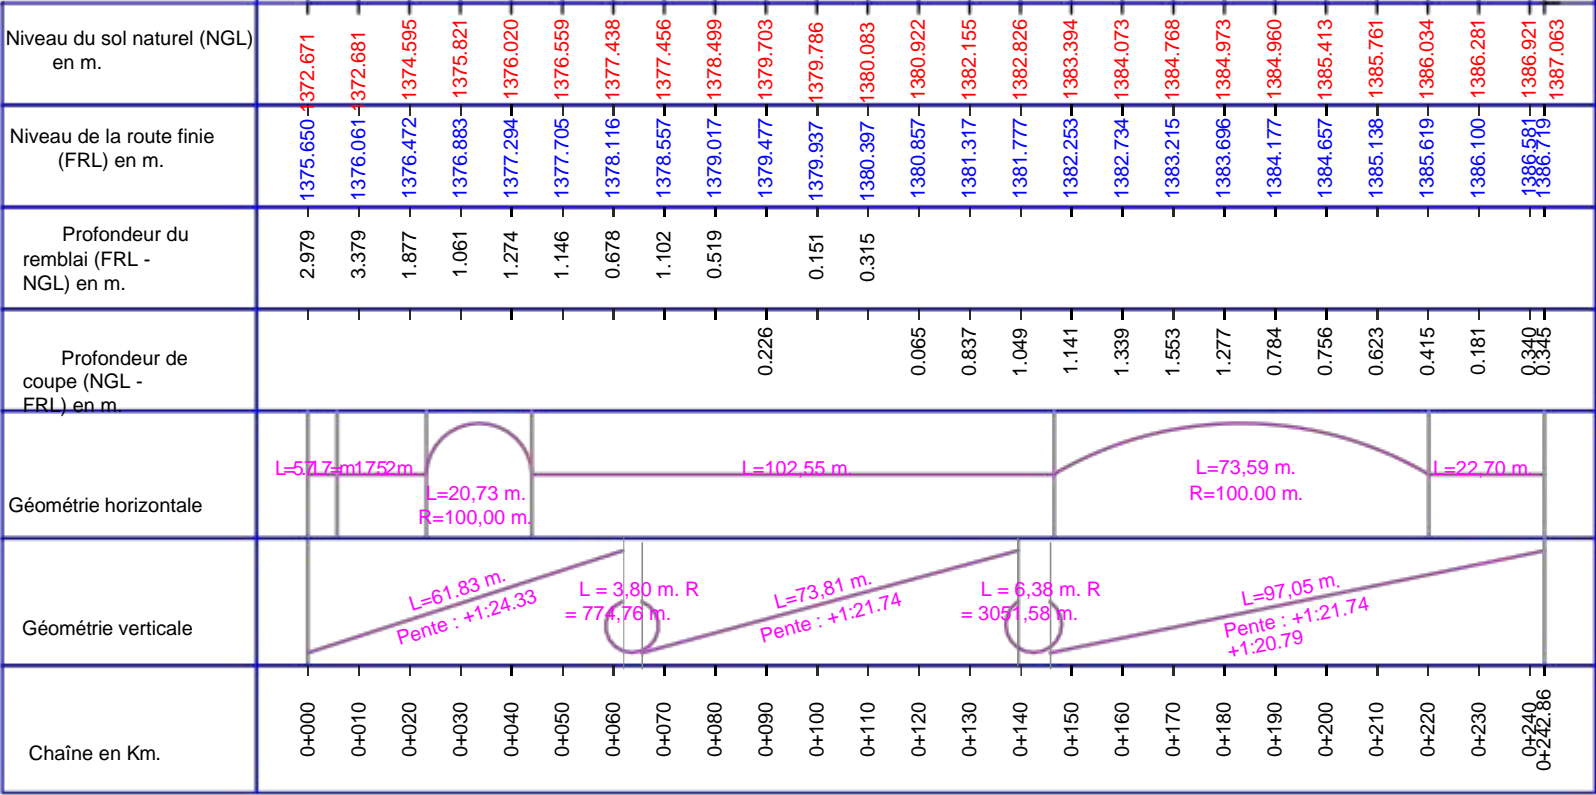 Niveau du sol naturel (NGL)
en m.
1372.671 1372.681 1374.595 1375.821 1376.020 1376.559 1377.438 1377.456 1378.499 1379.703 1379.786 1380.083 1380.922 1382.155 1382.826 1383.394 1384.073 1384.768 1384.973 1384.960 1385.413 1385.761 1386.034 1386.281 1386.921 1387.063
Niveau de la route finie
(FRL) en m.
1375.650 1376.061 1376.472 1376.883 1377.294 1377.705 1378.116 1378.557 1379.017 1379.477 1379.937 1380.397 1380.857 1381.317 1381.777 1382.253 1382.734 1383.215 1383.696 1384.177 1384.657 1385.138 1385.619 1386.100 1386.581 1386.719
Profondeur du
remblai (FRL -
NGL) en m.
2.979 3.379 1.877 1.061 1.274 1.146 0.678 1.102 0.519 0.151 0.315
Profondeur de
coupe (NGL -
FRL) en m.
0.226 0.065 0.837 1.049 1.141 1.339 1.553 1.277 0.784 0.756 0.623 0.415 0.181 0.340 0.345
Géométrie horizontale
L=20,73 m.
R=100,00 m.
L=102,55 m.
L=73,59 m.
R=100.00 m.
L=22,70 m.
Géométrie verticale
L=61.83 m.
Pente : +1:24.33
L = 3,80 m. R
= 774,76 m.
L=73,81 m.
Pente : +1:21.74
L = 6,38 m. R
= 3051,58 m.
L=97,05 m.
Pente : +1:21.74
+1:20.79
Chaîne en Km.
0+000 0+010 0+020 0+030 0+040 0+050 0+060 0+070 0+080 0+090 0+100 0+110 0+120 0+130 0+140 0+150 0+160 0+170 0+180 0+190 0+200 0+210 0+220 0+230 0+240 0+242.86